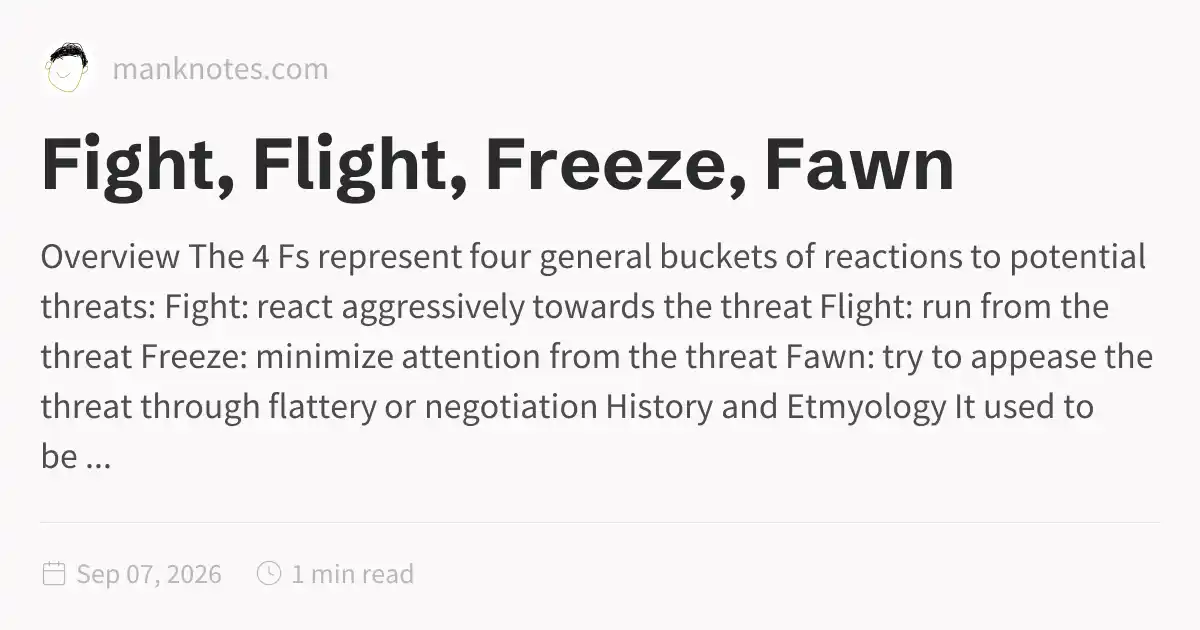 manknotes.com
Fight, Flight, Freeze, Fawn
Overview The 4 Fs represent four general buckets of reactions to potential
threats: Fight: react aggressively towards the threat Flight: run from the
threat Freeze: minimize attention from the threat Fawn: try to appease the
threat through flattery or negotiation History and Etmyology It used to
be ...
Sep 07, 2026
1 min read